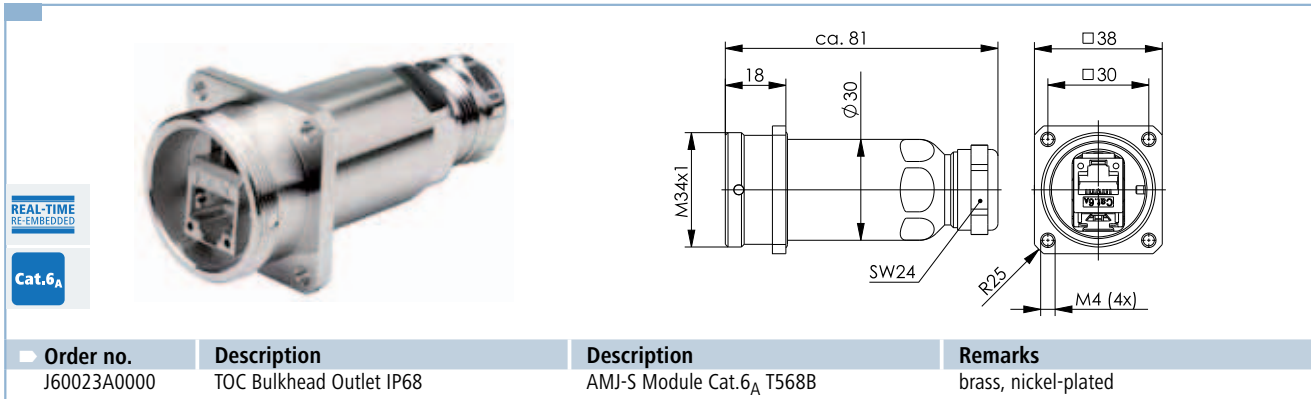 REAL-TIME
RE-EMBEDDED
Cat.6A
ca. 81
18
Ø30
M34x1
SW24
□38
□30
Cat.6A
R25
M4 (4x)
Order no. Description Description Remarks
J60023A0000 TOC Bulkhead Outlet IP68 AMJ-S Module Cat.6A T568B brass, nickel-plated